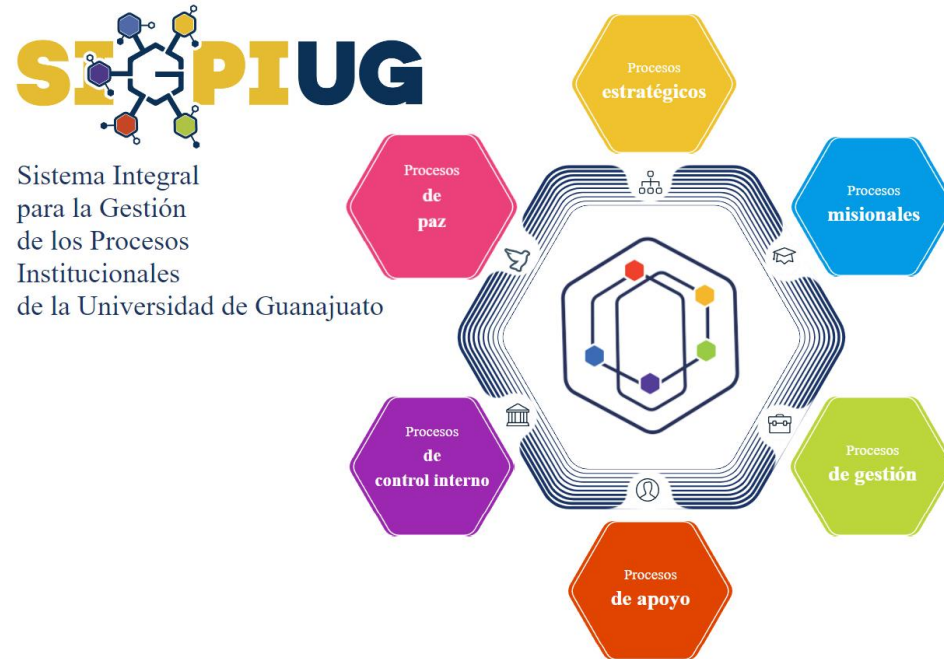 SIGPIUG
Sistema Integral
para la Gestión
de los Procesos
Institucionales
de la Universidad de Guanajuato
Procesos
estratégicos
Procesos
misionales
Procesos
de gestión
Procesos
de apoyo
Procesos
de
control interno
Procesos
de
paz